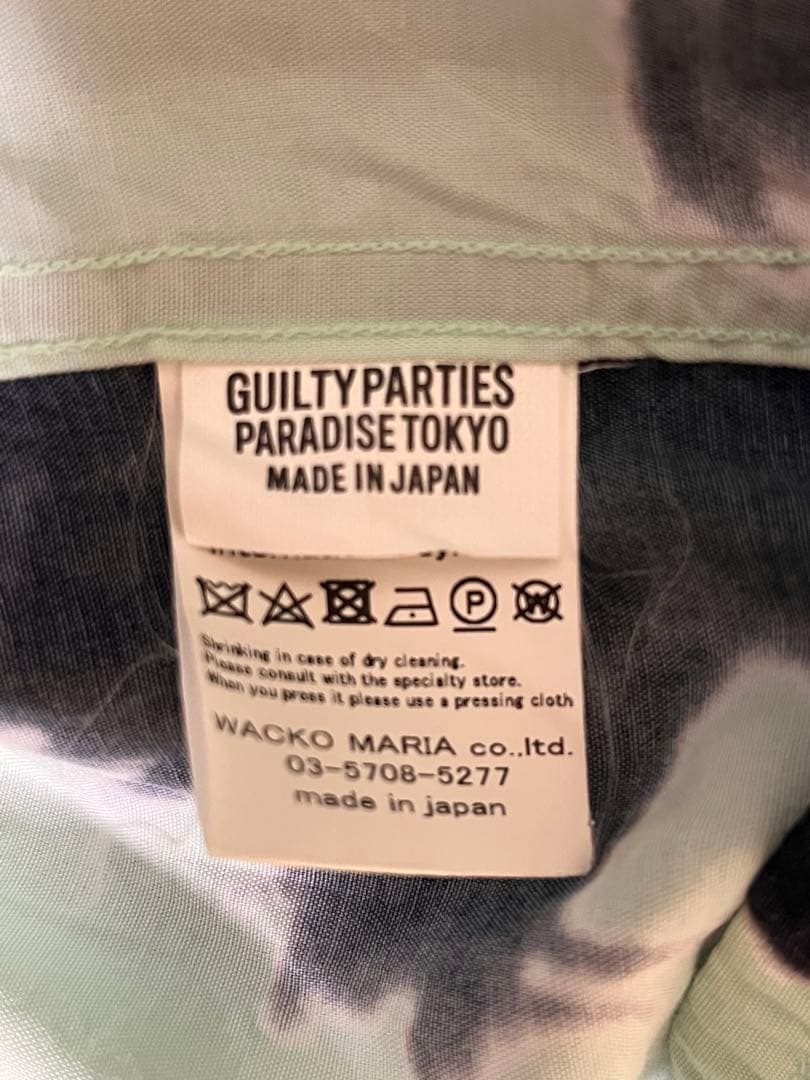 GUILTY PARTIES
PARADISE TOKYO
MADE IN JAPAN
P
W
Shrinking in case of dry cleaning.
Please consult with the specialty store.
When you press it please use a pressing cloth
WACKO MARIA co.,ltd.
03-5708-5277
made in japan